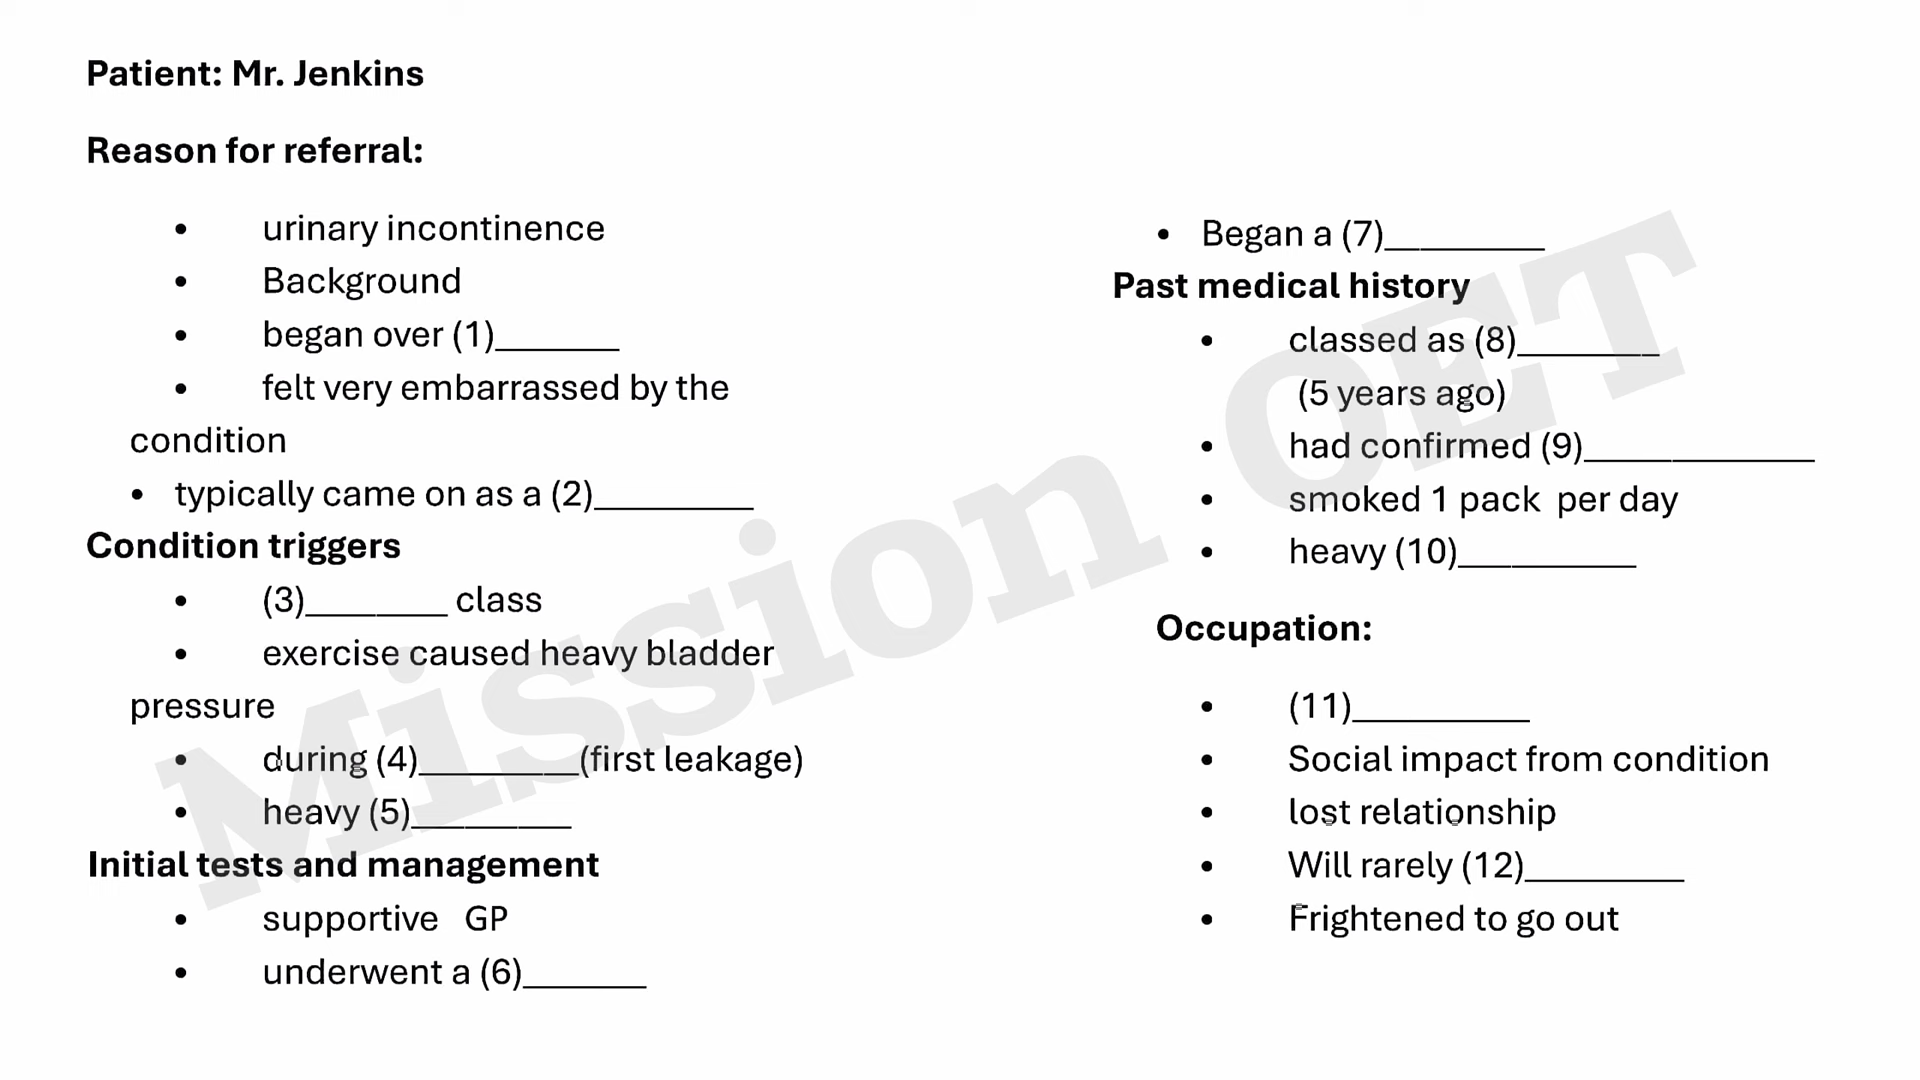 Patient: Mr. Jenkins
Reason for referral:
• urinary incontinence
• Background
• began over (1)_______
• felt very embarrassed by the
condition
• typically came on as a (2)_________
Condition triggers
• (3)________ class
• exercise caused heavy bladder
pressure
• during (4)_________(first leakage)
• heavy (5)_________
Initial tests and management
• supportive GP
• underwent a (6)_______
• Began a (7)_________
Past medical history
• classed as (8)________
(5 years ago)
• had confirmed (9)_____________
• smoked 1 pack per day
• heavy (10)__________
Occupation:
• (11)__________
• Social impact from condition
• lost relationship
• Will rarely (12)_________
• Frightened to go out
Mission OET